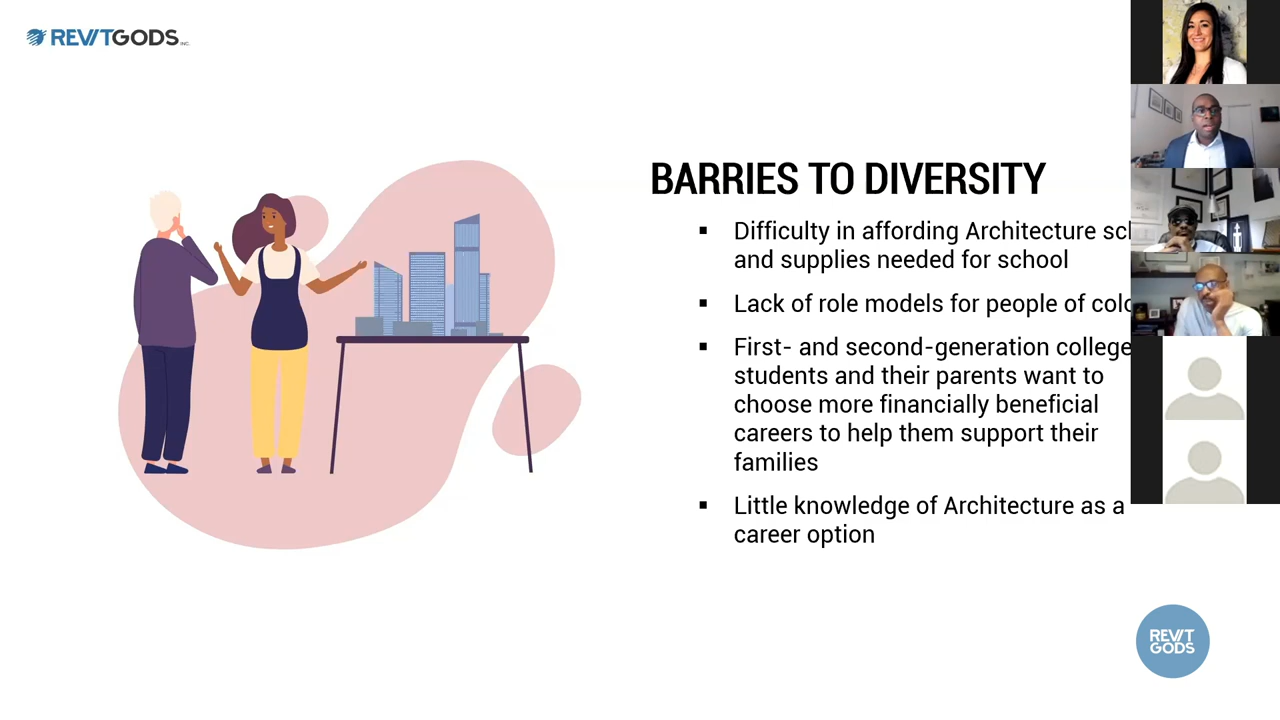 REVITGODS INC.
BARRIES TO DIVERSITY
▪ Difficulty in affording Architecture
and supplies needed for school
▪ Lack of role models for people of
▪ First- and second-generation college
students and their parents want to
choose more financially beneficial
careers to help them support their
families
▪ Little knowledge of Architecture as a
career option
REVIT
GODS